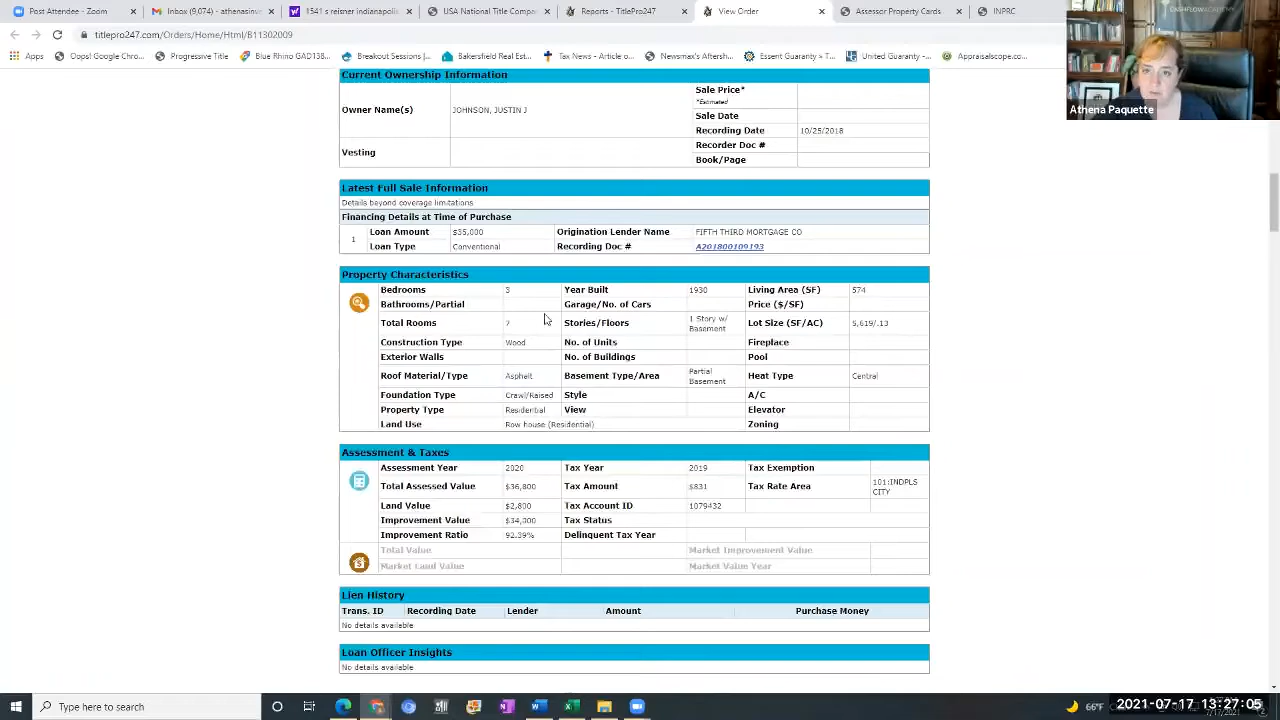 Post Attendee - Zoom
Inbox (9,074) - athenasinve
1541 s reisner indeapolis
USA National Title Comp
Reports - TitlePro247
View Order
Assessor Property Cards
INPRC
CASHFLOW ACADEMY
titlepro247.com/Orders/Home/Html/B11302009
Apps
Oops! Google Chro...
Progressive Title
Blue Rhino GAD138...
Breakout Sessions |...
Bakersfield Real Est...
Tax News - Article o...
Newsmax's Aftersh...
Essent Guaranty > T...
United Guaranty -...
Appraisalscope.co...
Athena Paquette
Current Ownership Information
Owner Name(s) JOHNSON, JUSTIN J
Sale Price*
*Estimated
Sale Date
Recording Date 10/25/2018
Vesting
Recorder Doc #
Book/Page
Latest Full Sale Information
Details beyond coverage limitations
Financing Details at Time of Purchase
1 Loan Amount $35,000 Origination Lender Name FIFTH THIRD MORTGAGE CO
Loan Type Conventional Recording Doc # A201800109193
Property Characteristics
Bedrooms 3 Year Built 1930 Living Area (SF) 574
Bathrooms/Partial Garage/No. of Cars Price ($/SF)
Total Rooms 7 Stories/Floors 1 Story w/ Basement Lot Size (SF/AC) 5,619/.13
Construction Type Wood No. of Units Fireplace
Exterior Walls No. of Buildings Pool
Roof Material/Type Asphalt Basement Type/Area Partial Basement Heat Type Central
Foundation Type Crawl/Raised Style A/C
Property Type Residential View Elevator
Land Use Row house (Residential) Zoning
Assessment & Taxes
Assessment Year 2020 Tax Year 2019 Tax Exemption
Total Assessed Value $36,800 Tax Amount $831 Tax Rate Area 101:INDPLS CITY
Land Value $2,800 Tax Account ID 1079432
Improvement Value $34,000 Tax Status
Improvement Ratio 92.39% Delinquent Tax Year
Total Value Market Improvement Value
Market Land Value Market Value Year
Lien History
Trans. ID Recording Date Lender Amount Purchase Money
No details available
Loan Officer Insights
No details available
Type here to search
66°F
2021-07-17 13:27:05